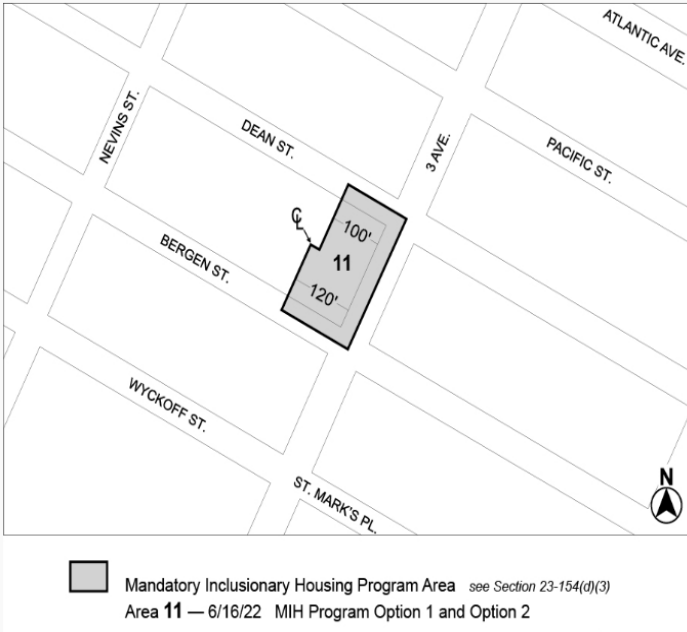 ATLANTIC AVE.
NEVINS ST.
DEAN ST.
3 AVE.
PACIFIC ST.
℄
100'
11
BERGEN ST.
120'
WYCKOFF ST.
ST. MARK'S PL.
N
Mandatory Inclusionary Housing Program Area see Section 23-154(d)(3)
Area 11 — 6/16/22 MIH Program Option 1 and Option 2